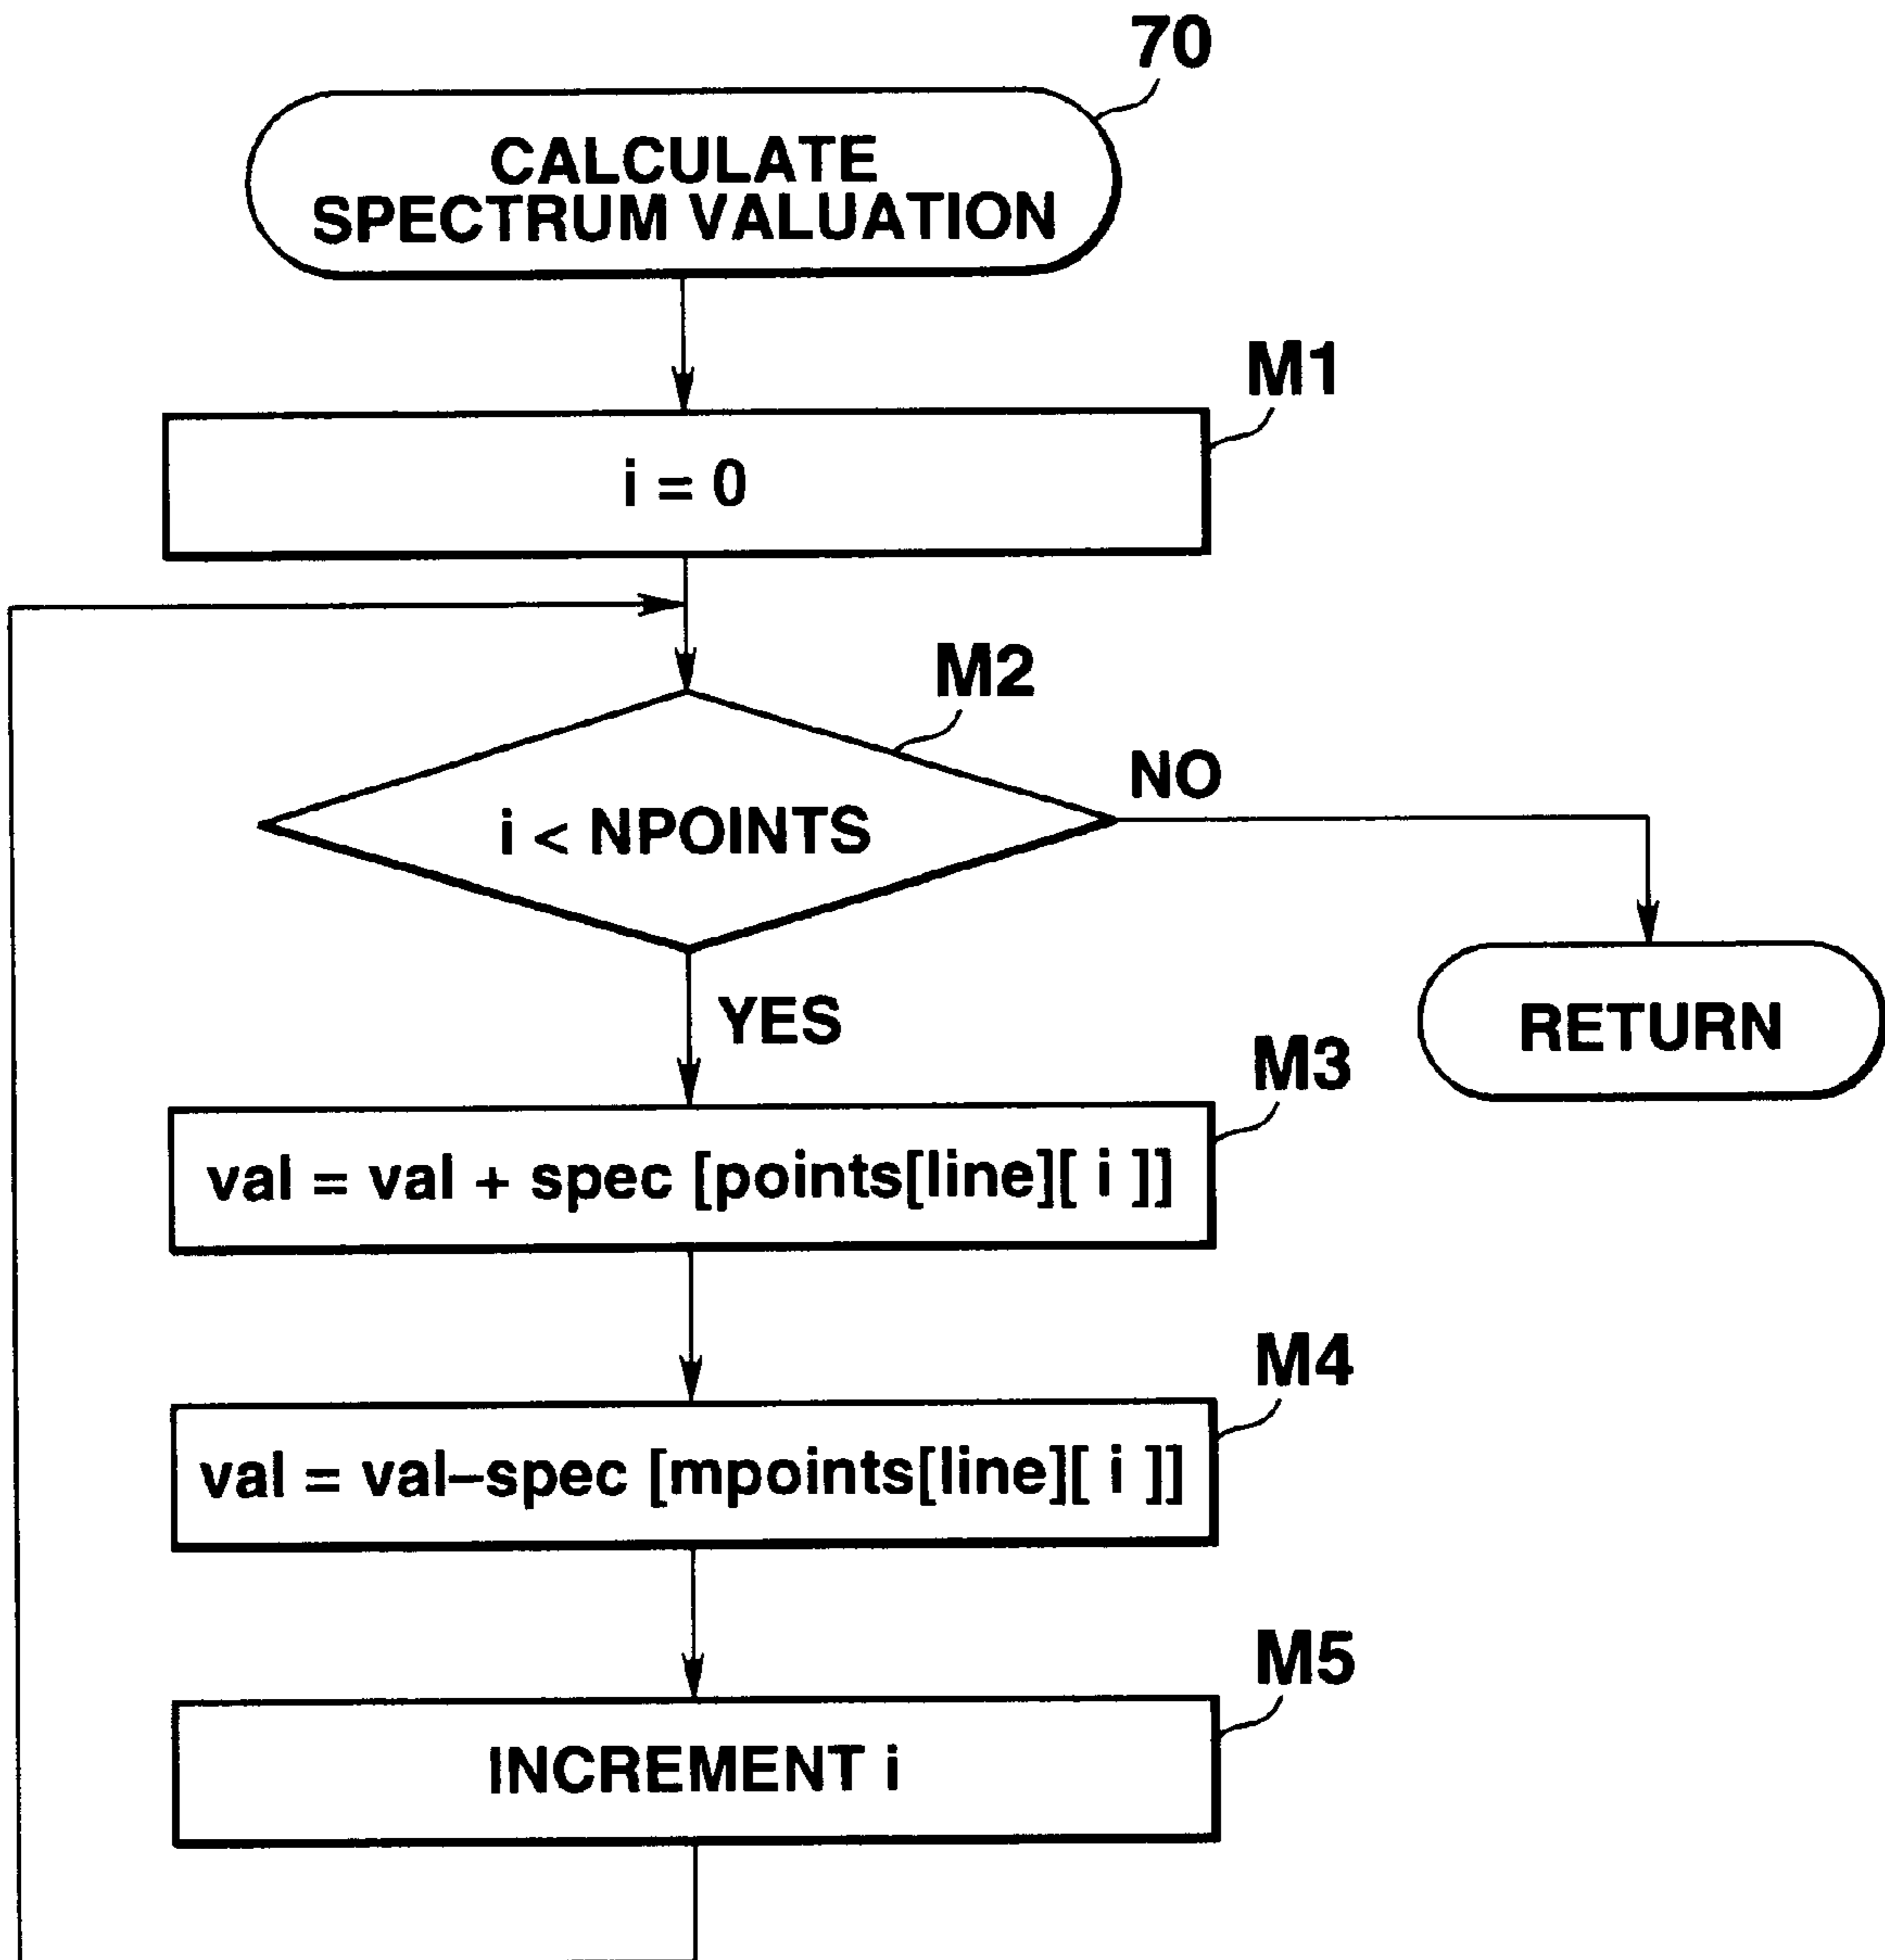 70
CALCULATE
SPECTRUM VALUATION
M1
i = 0
M2
i < NPOINTS
NO
YES
RETURN
M3
val = val + spec [points[line][ i ]]
M4
val = val–spec [mpoints[line][ i ]]
M5
INCREMENT i